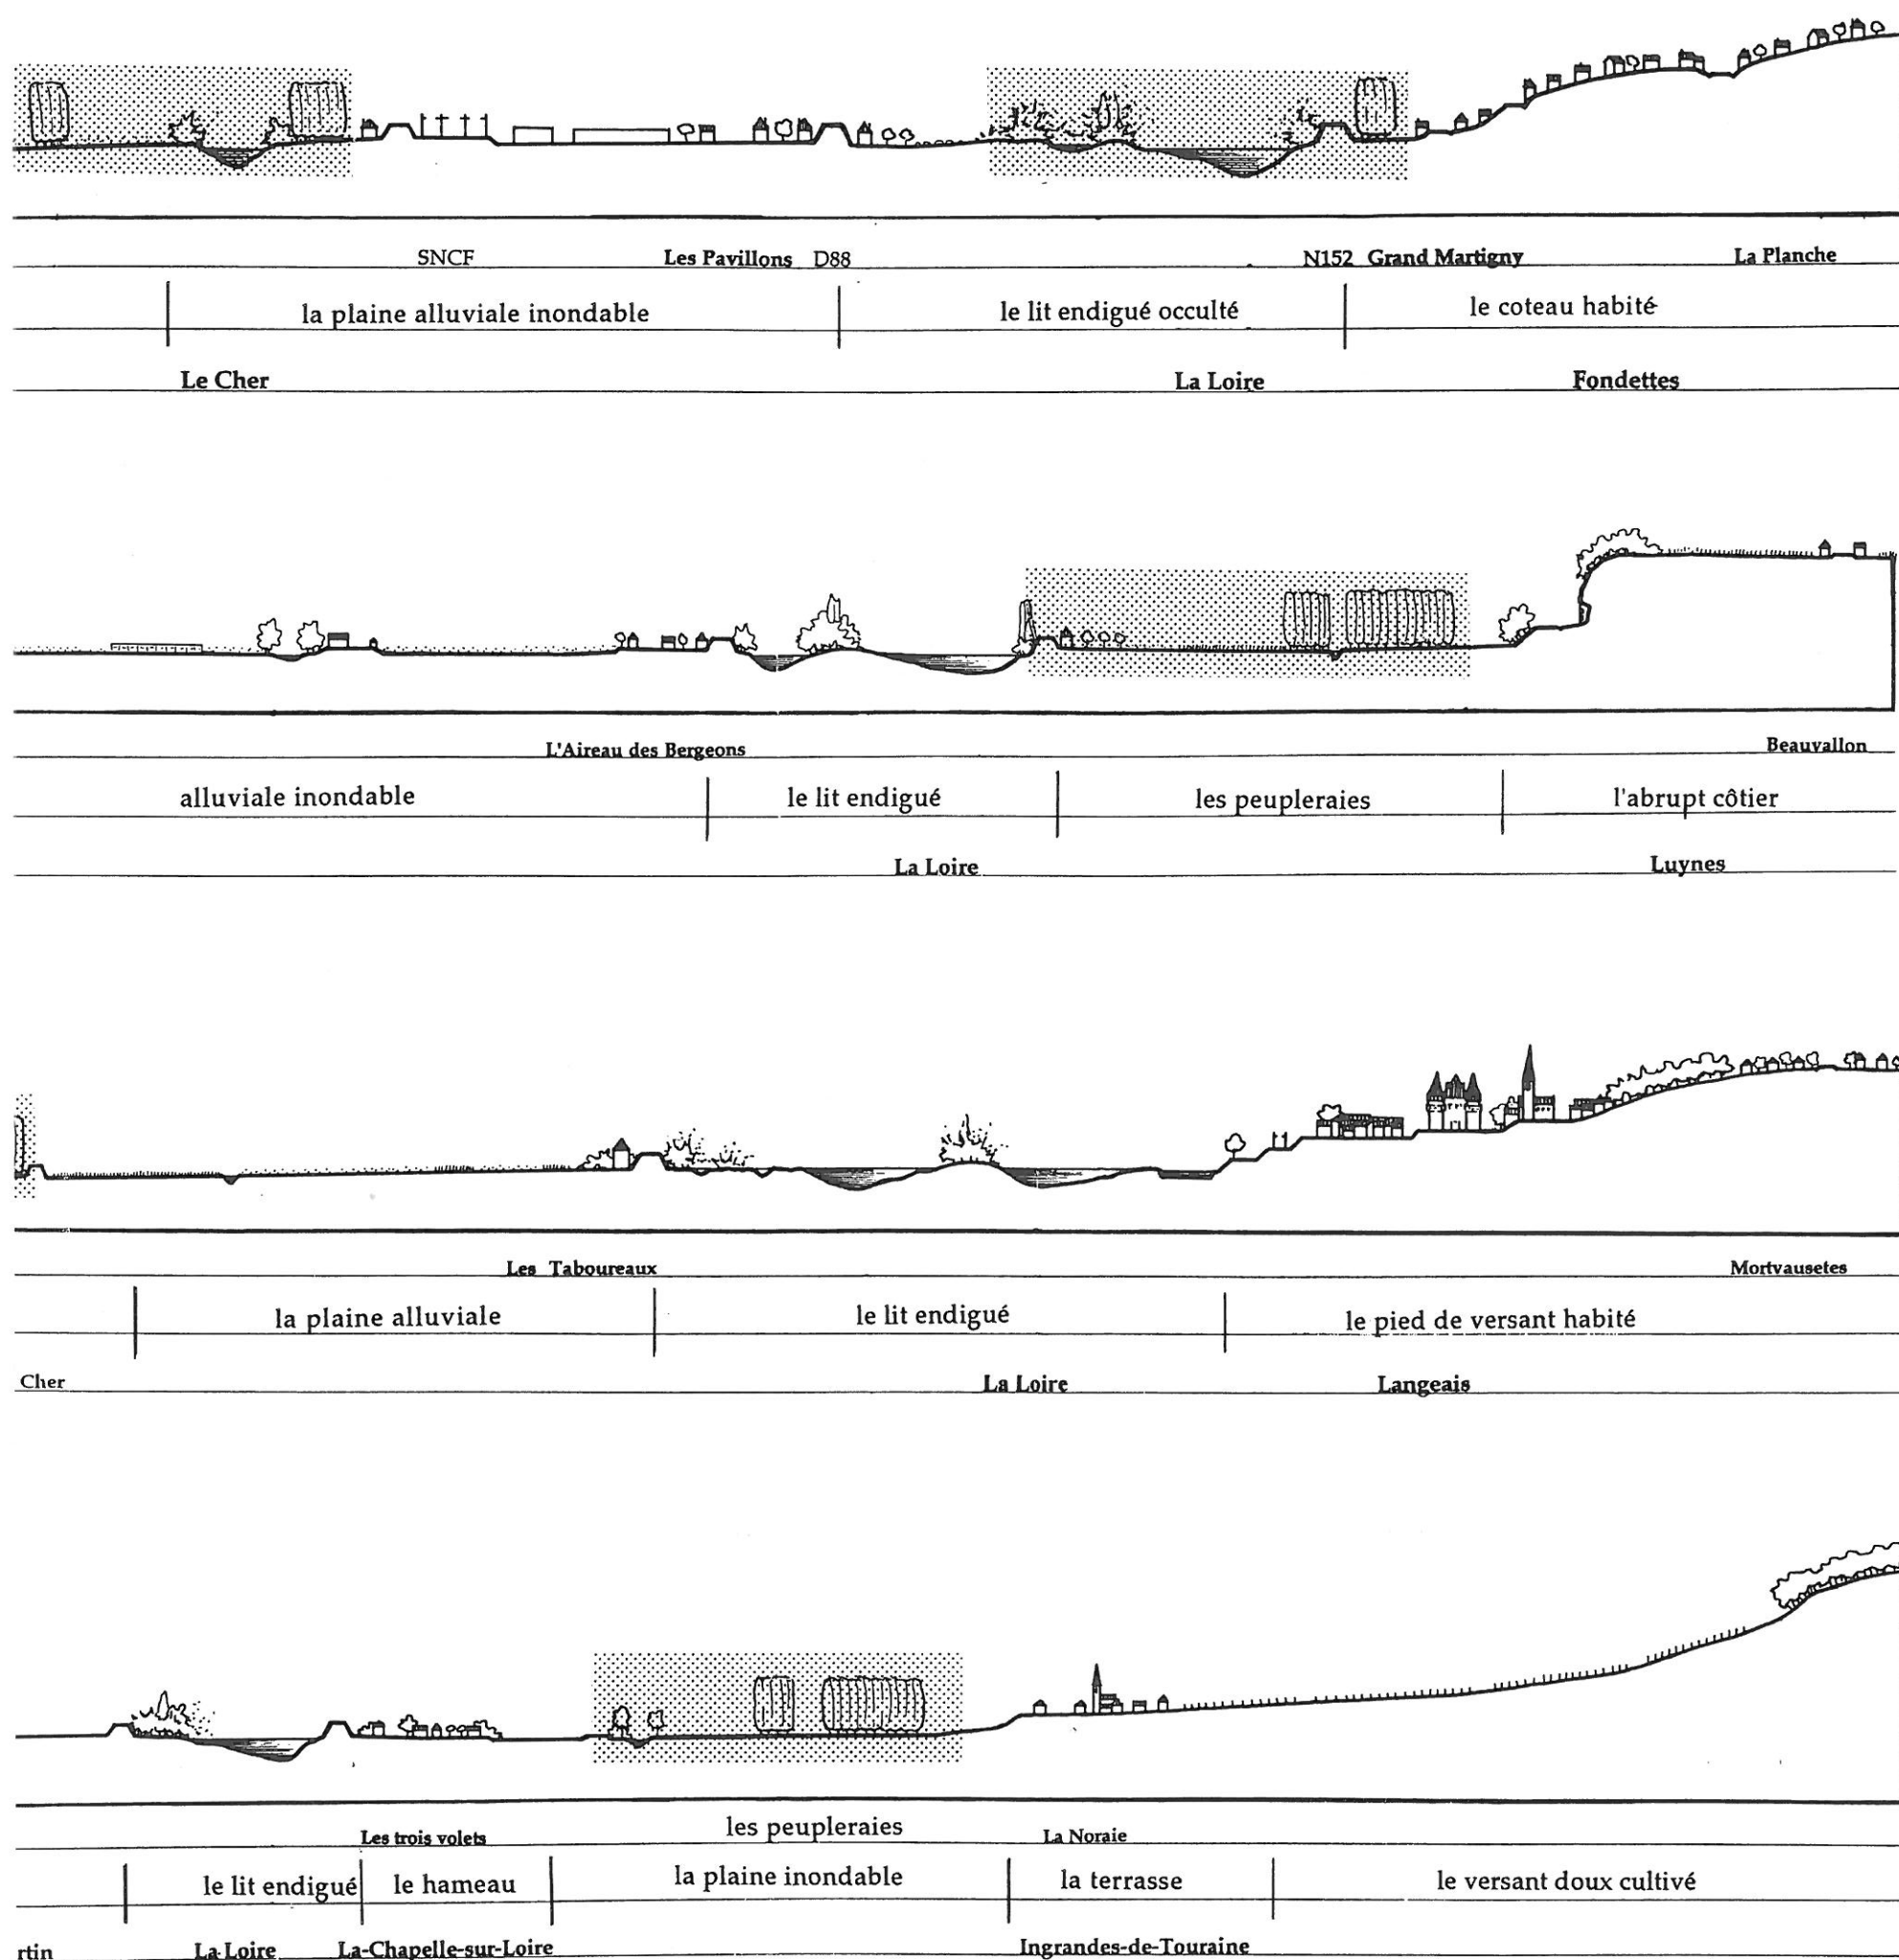 SNCF Les Pavillons D88 N152 Grand Martigny La Planche
la plaine alluviale inondable le lit endigué occulté le coteau habité
Le Cher La Loire Fondettes
L'Aireau des Bergeons Beauvallon
alluviale inondable le lit endigué les peupleraies l'abrupt côtier
La Loire Luynes
Les Taboureaux Mortvausetes
la plaine alluviale le lit endigué le pied de versant habité
Cher La Loire Langeais
Les trois volets les peupleraies La Noraie
le lit endigué le hameau la plaine inondable la terrasse le versant doux cultivé
rtin La Loire La-Chapelle-sur-Loire Ingrandes-de-Touraine